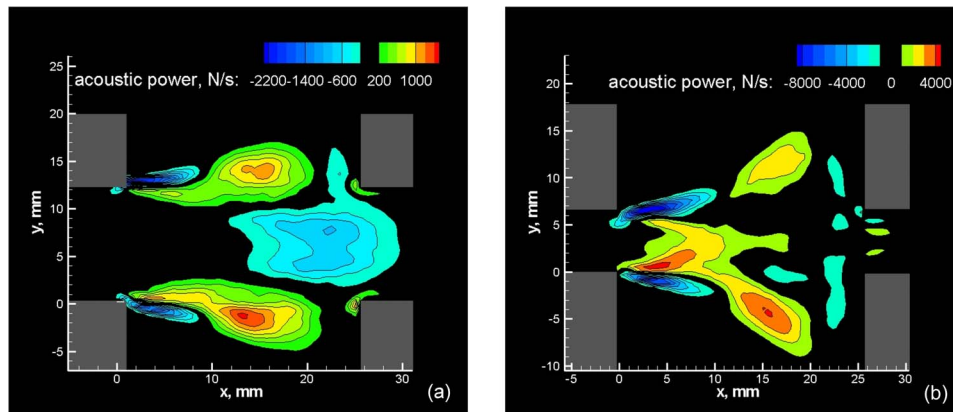 acoustic power, N/s: -2200-1400 -600 200 1000
25
20
15
10
5
0
-5
y, mm
0 10 20 30
x, mm
(a)
acoustic power, N/s: -8000 -4000 0 4000
20
15
10
5
0
-5
-10
y, mm
-5 0 5 10 15 20 25 30
x, mm
(b)